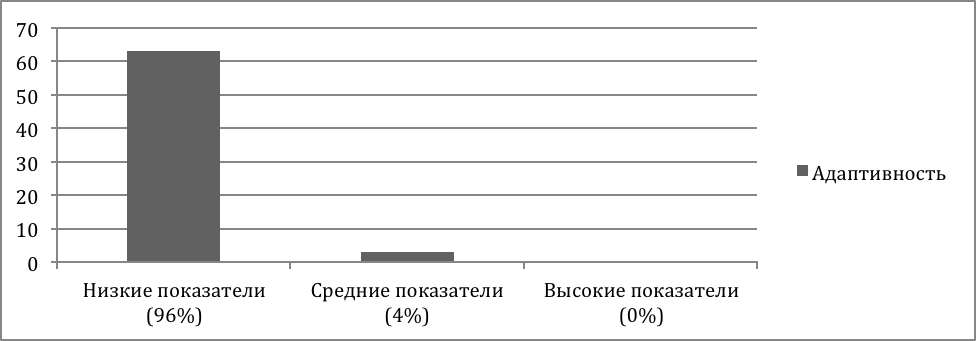 70
60
50
40
30
20
10
0
Низкие показатели
(96%)
Средние показатели
(4%)
Высокие показатели
(0%)
Адаптивность